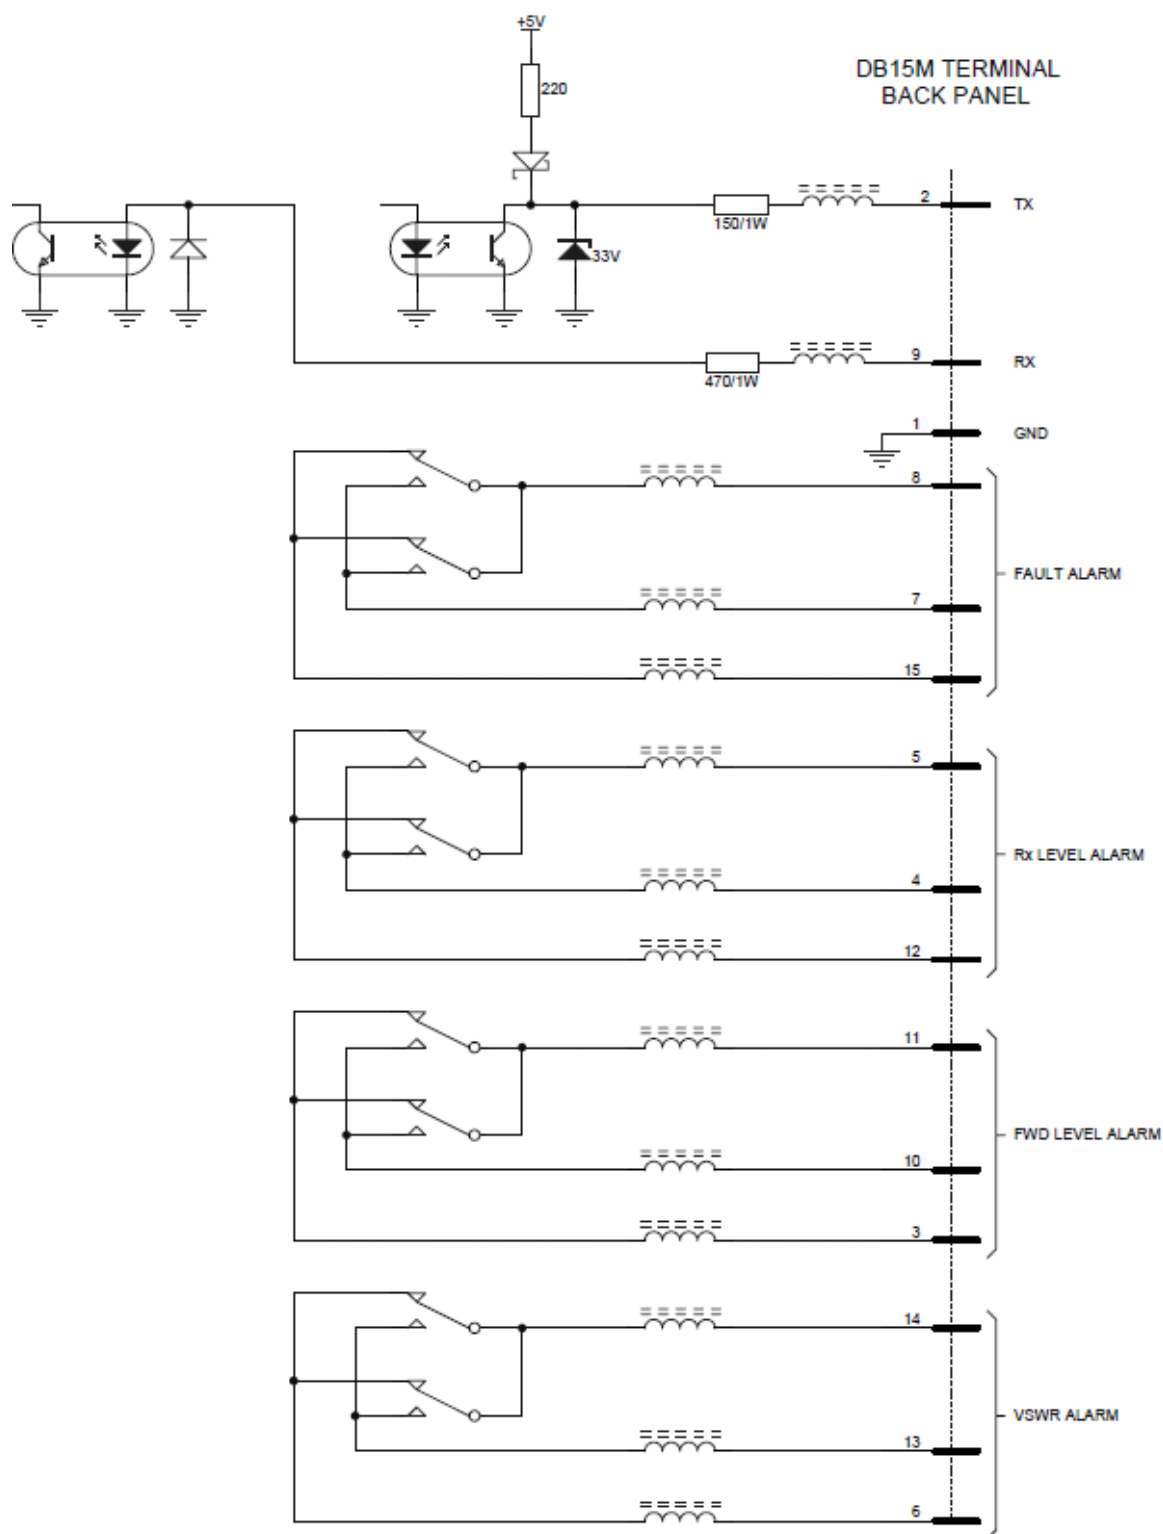 +5V
DB15M TERMINAL
BACK PANEL
220
2 TX
150/1W
33V
9 RX
470/1W
1 GND
8
FAULT ALARM
7
15
5
Rx LEVEL ALARM
4
12
11
FWD LEVEL ALARM
10
3
14
VSWR ALARM
13
6